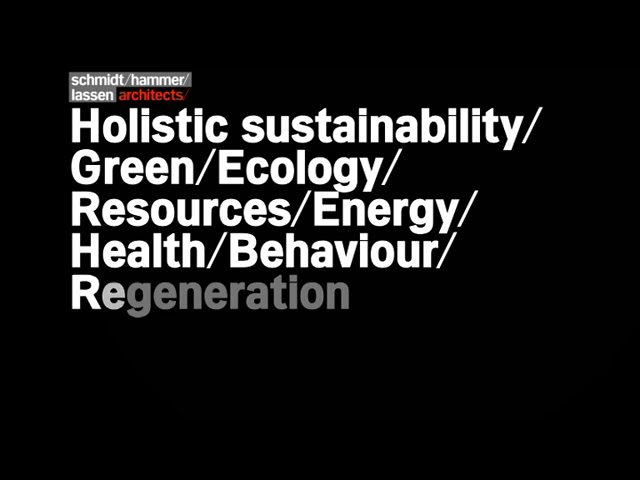 schmidt/hammer/
lassen architects/
Holistic sustainability/
Green/Ecology/
Resources/Energy/
Health/Behaviour/
Regeneration